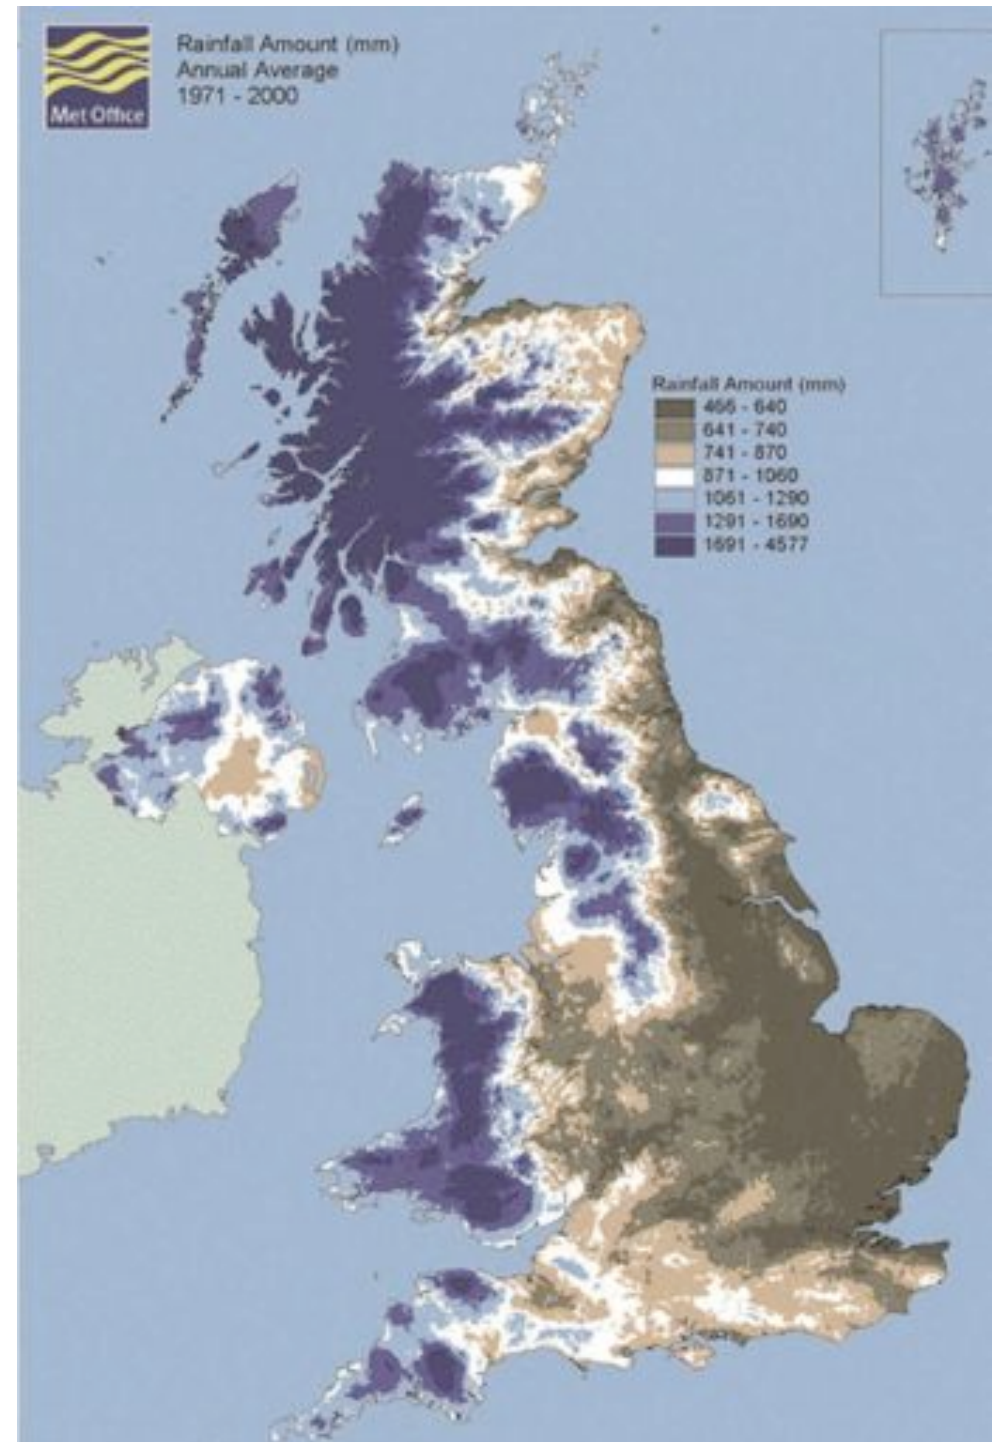 Met Office
Rainfall Amount (mm)
Annual Average
1971 - 2000
Rainfall Amount (mm)
466 - 640
641 - 740
741 - 870
871 - 1060
1061 - 1290
1291 - 1690
1691 - 4577